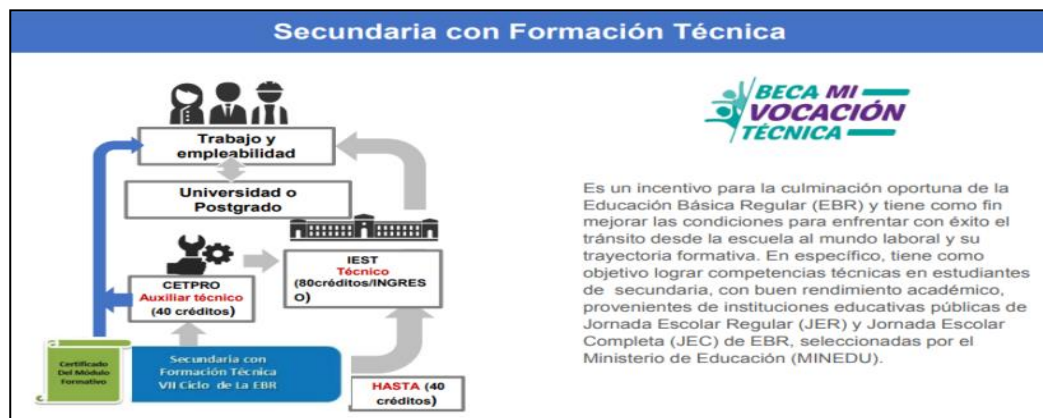 Secundaria con Formación Técnica
Trabajo y
empleabilidad
Universidad o
Postgrado
IEST
Técnico
(80créditos/INGRES
O)
CETPRO
Auxiliar técnico
(40 créditos)
Certificado
Del Módulo
Formativo
Secundaria con
Formación Técnica
VII Ciclo de La EBR
HASTA (40
créditos)
BECA MI
VOCACIÓN
TÉCNICA
Es un incentivo para la culminación oportuna de la
Educación Básica Regular (EBR) y tiene como fin
mejorar las condiciones para enfrentar con éxito el
tránsito desde la escuela al mundo laboral y su
trayectoria formativa. En específico, tiene como
objetivo lograr competencias técnicas en estudiantes
de secundaria, con buen rendimiento académico,
provenientes de instituciones educativas públicas de
Jornada Escolar Regular (JER) y Jornada Escolar
Completa (JEC) de EBR, seleccionadas por el
Ministerio de Educación (MINEDU).